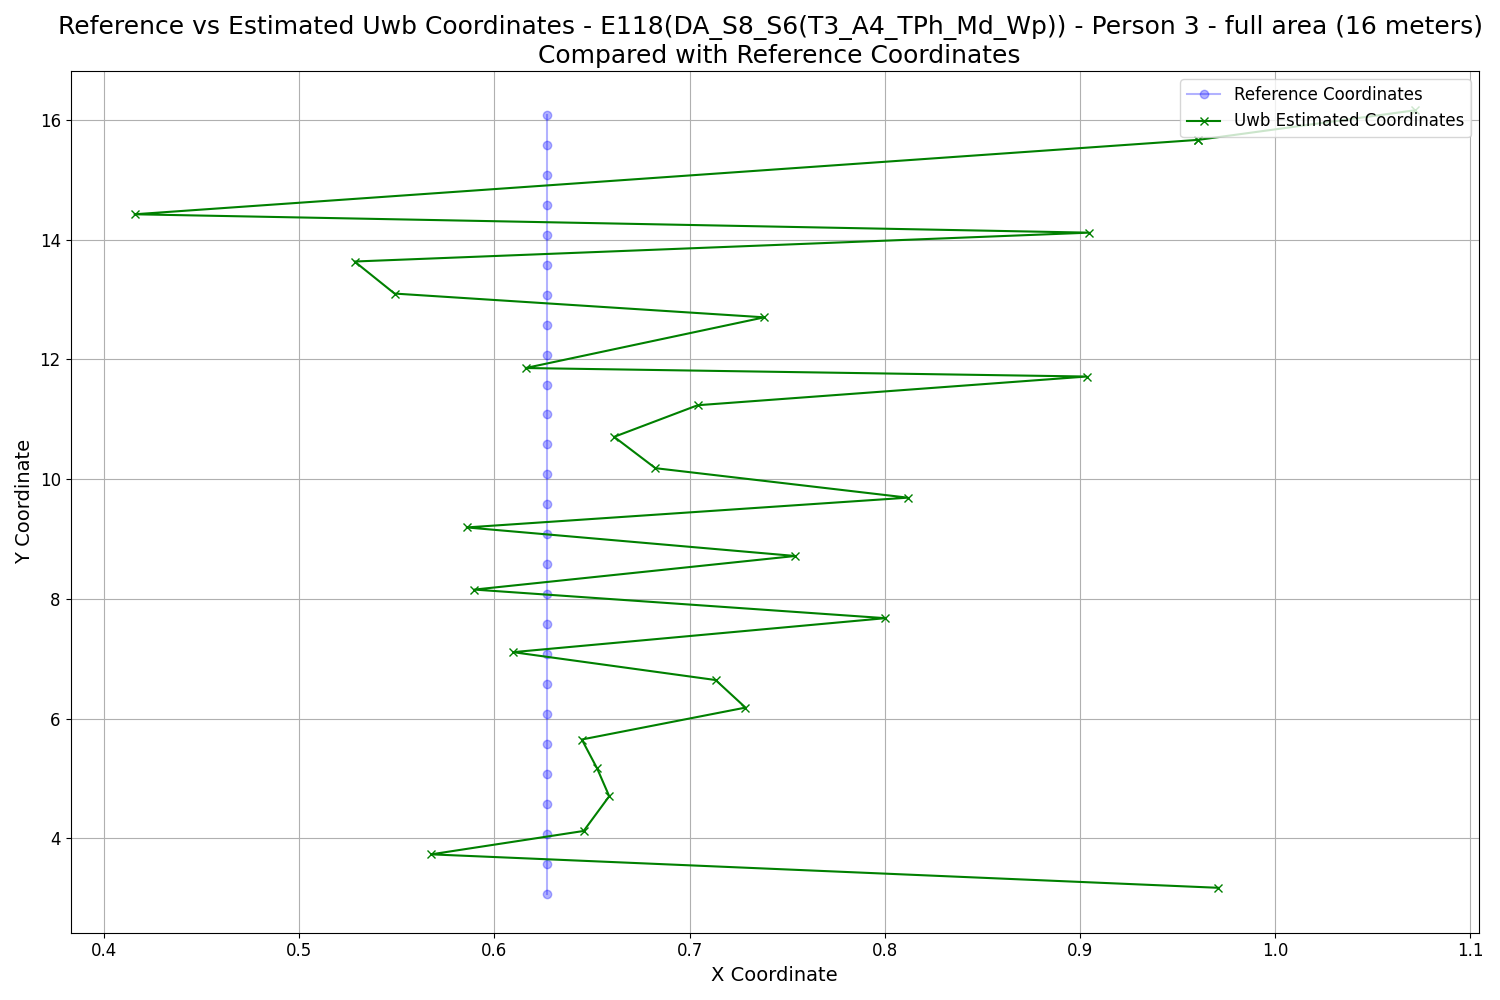 Reference vs Estimated Uwb Coordinates - E118(DA_S8_S6(T3_A4_TPh_Md_Wp)) - Person 3 - full area (16 meters)
Compared with Reference Coordinates
Reference Coordinates
Uwb Estimated Coordinates
16
14
12
10
8
6
4
Y Coordinate
0.4 0.5 0.6 0.7 0.8 0.9 1.0 1.1
X Coordinate